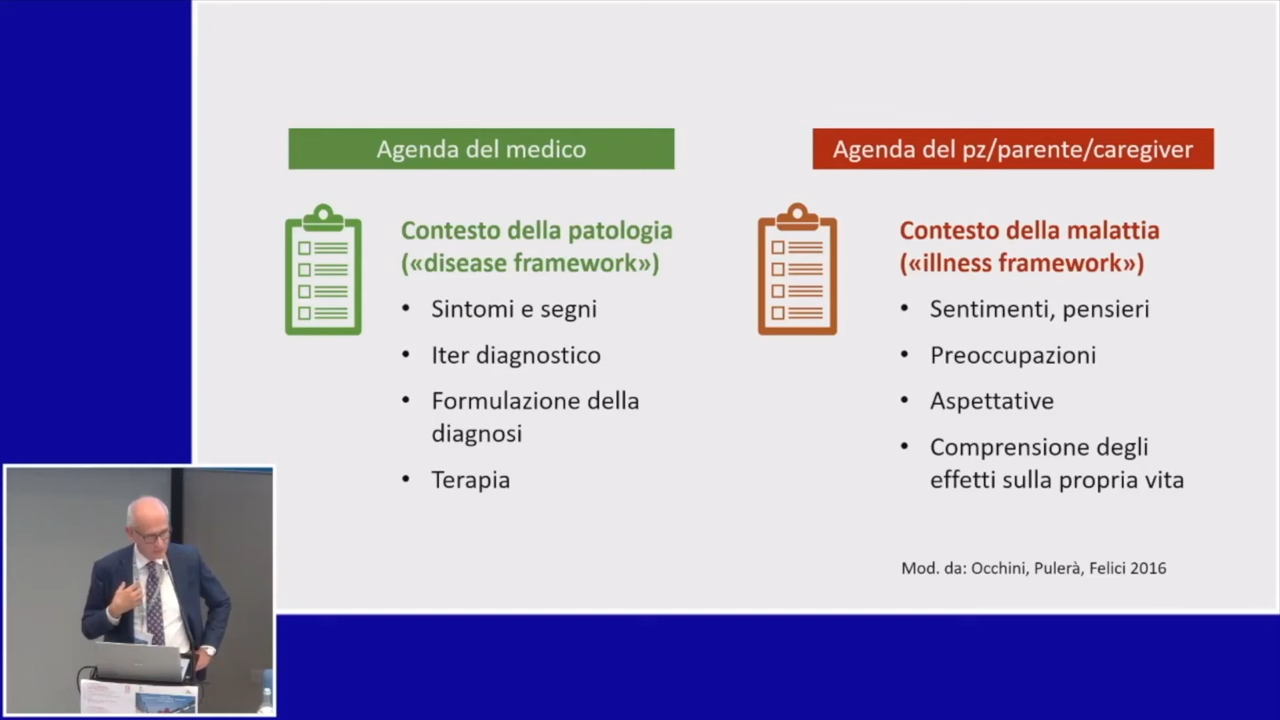 Agenda del medico
Contesto della patologia
(«disease framework»)
• Sintomi e segni
• Iter diagnostico
• Formulazione della
diagnosi
• Terapia
Agenda del pz/parente/caregiver
Contesto della malattia
(«illness framework»)
• Sentimenti, pensieri
• Preoccupazioni
• Aspettative
• Comprensione degli
effetti sulla propria vita
Mod. da: Occhini, Pulerà, Felici 2016